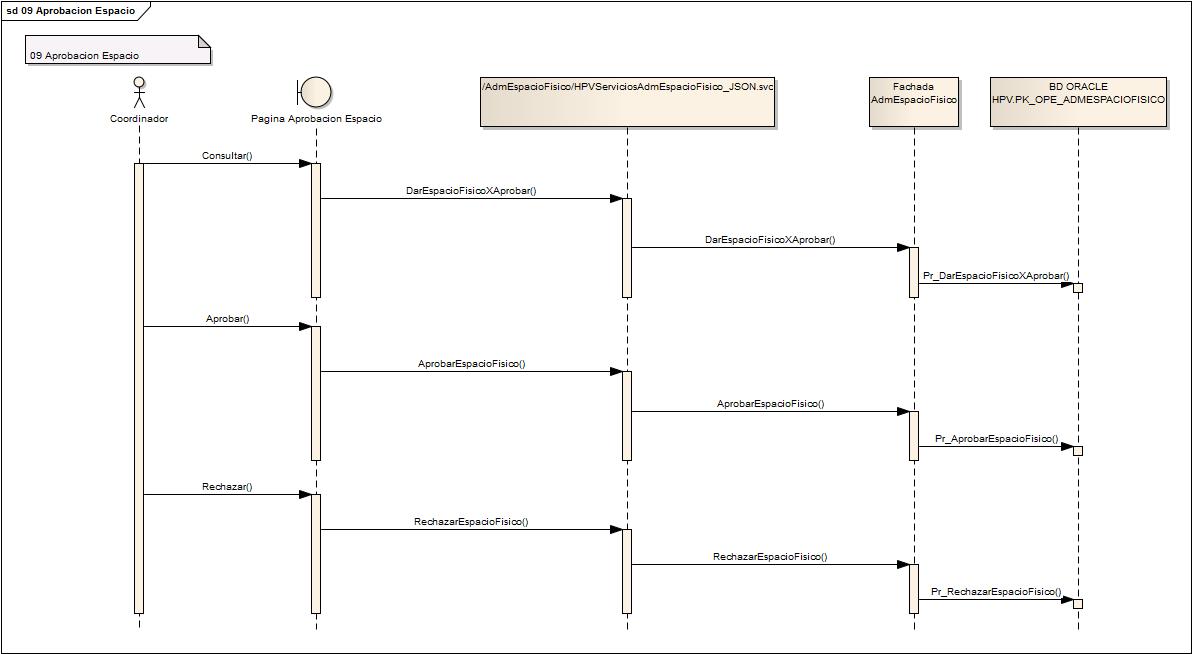 sd 09 Aprobacion Espacio
09 Aprobacion Espacio
Coordinador
Pagina Aprobacion Espacio
/AdmEspacioFisico/HPVServiciosAdmEspacioFisico_JSON.svc
Fachada
AdmEspacioFisico
BD ORACLE
HPV.PK_OPE_ADMESPACIOFISICO
Consultar()
DarEspacioFisicoXAprobar()
DarEspacioFisicoXAprobar()
Pr_DarEspacioFisicoXAprobar()
Aprobar()
AprobarEspacioFisico()
AprobarEspacioFisico()
Pr_AprobarEspacioFisico()
Rechazar()
RechazarEspacioFisico()
RechazarEspacioFisico()
Pr_RechazarEspacioFisico()